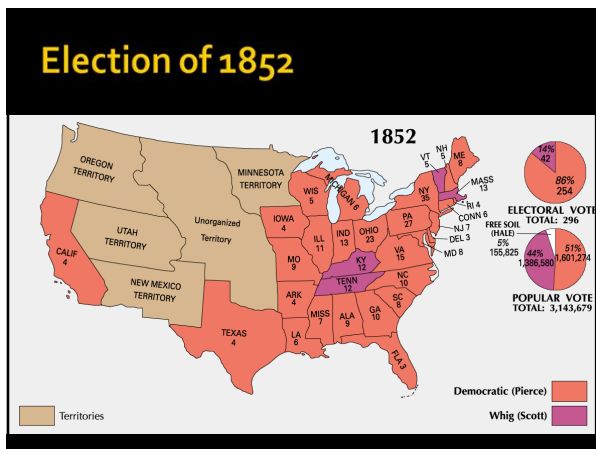 Election of 1852
1852
OREGON
TERRITORY
MINNESOTA
TERRITORY
UTAH
TERRITORY
Unorganized
Territory
NEW MEXICO
TERRITORY
CALIF
4
TEXAS
4
WIS
5
MICHIGAN 6
IOWA
4
ILL
11
IND
13
OHIO
23
MO
9
KY
12
TENN
12
ARK
4
LA
6
MISS
7
ALA
9
GA
10
FLA 3
SC
8
NC
10
VA
15
PA
27
NY
35
VT
5
NH
5
ME
8
MASS
13
RI 4
CONN 6
NJ 7
DEL 3
MD 8
14%
42
86%
254
ELECTORAL VOTE
TOTAL: 296
FREE SOIL
(HALE)
5%
155,825
44%
1,386,580
51%
1,601,274
POPULAR VOTE
TOTAL: 3,143,679
Democratic (Pierce)
Whig (Scott)
Territories